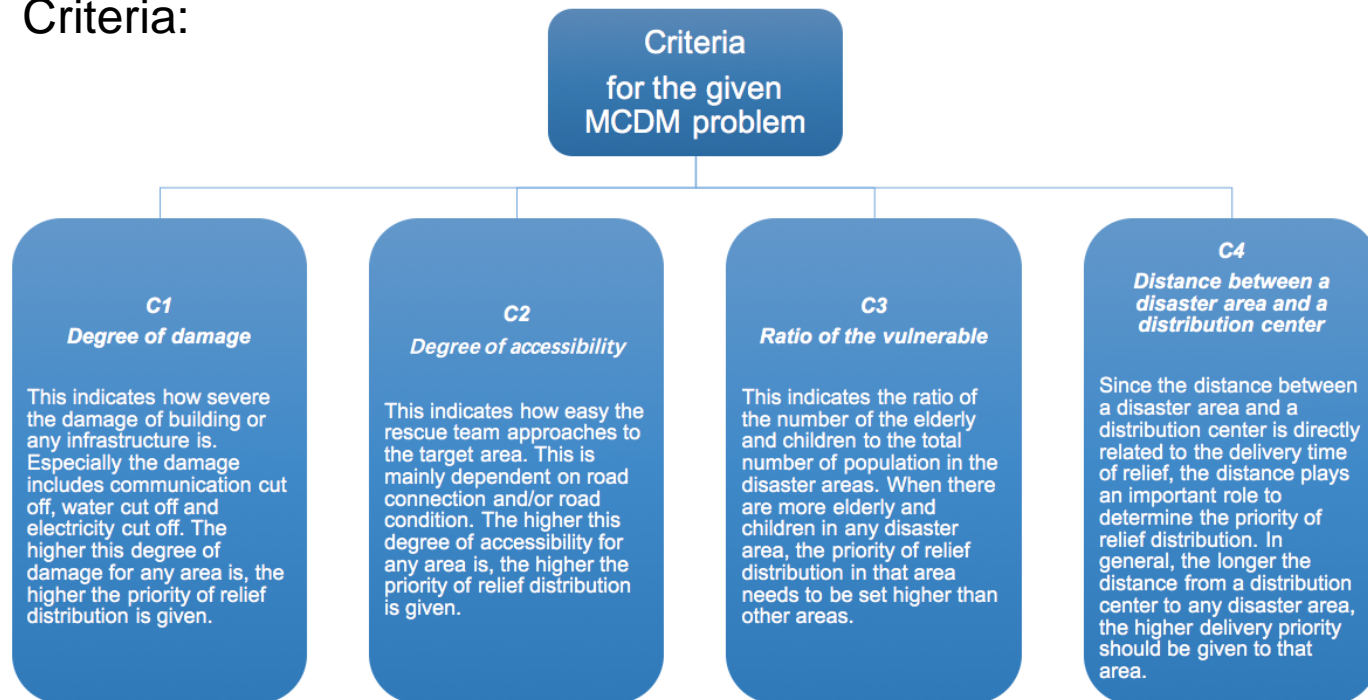 Criteria:
Criteria
for the given
MCDM problem
C1
Degree of damage
This indicates how severe
the damage of building or
any infrastructure is.
Especially the damage
includes communication cut
off, water cut off and
electricity cut off. The
higher this degree of
damage for any area is, the
higher the priority of relief
distribution is given.
C2
Degree of accessibility
This indicates how easy the
rescue team approaches to
the target area. This is
mainly dependent on road
connection and/or road
condition. The higher this
degree of accessibility for
any area is, the higher the
priority of relief distribution
is given.
C3
Ratio of the vulnerable
This indicates the ratio of
the number of the elderly
and children to the total
number of population in the
disaster areas. When there
are more elderly and
children in any disaster
area, the priority of relief
distribution in that area
needs to be set higher than
other areas.
C4
Distance between a
disaster area and a
distribution center
Since the distance between
a disaster area and a
distribution center is directly
related to the delivery time
of relief, the distance plays
an important role to
determine the priority of
relief distribution. In
general, the longer the
distance from a distribution
center to any disaster area,
the higher delivery priority
should be given to that
area.